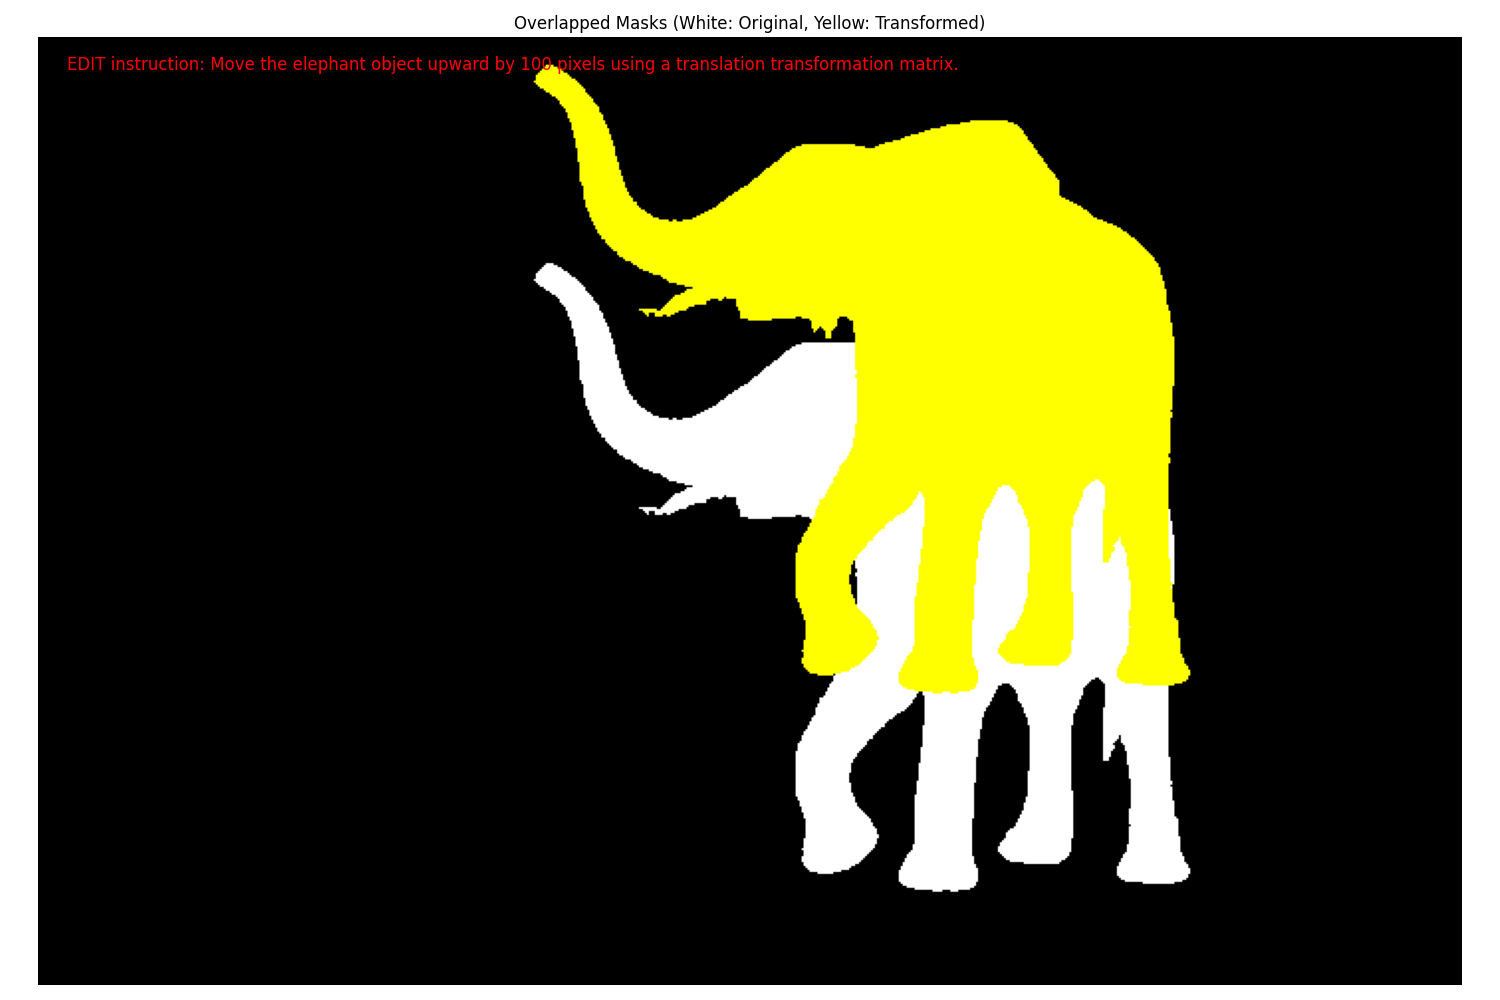 Overlapped Masks (White: Original, Yellow: Transformed)
EDIT instruction: Move the elephant object upward by 100 pixels using a translation transformation matrix.